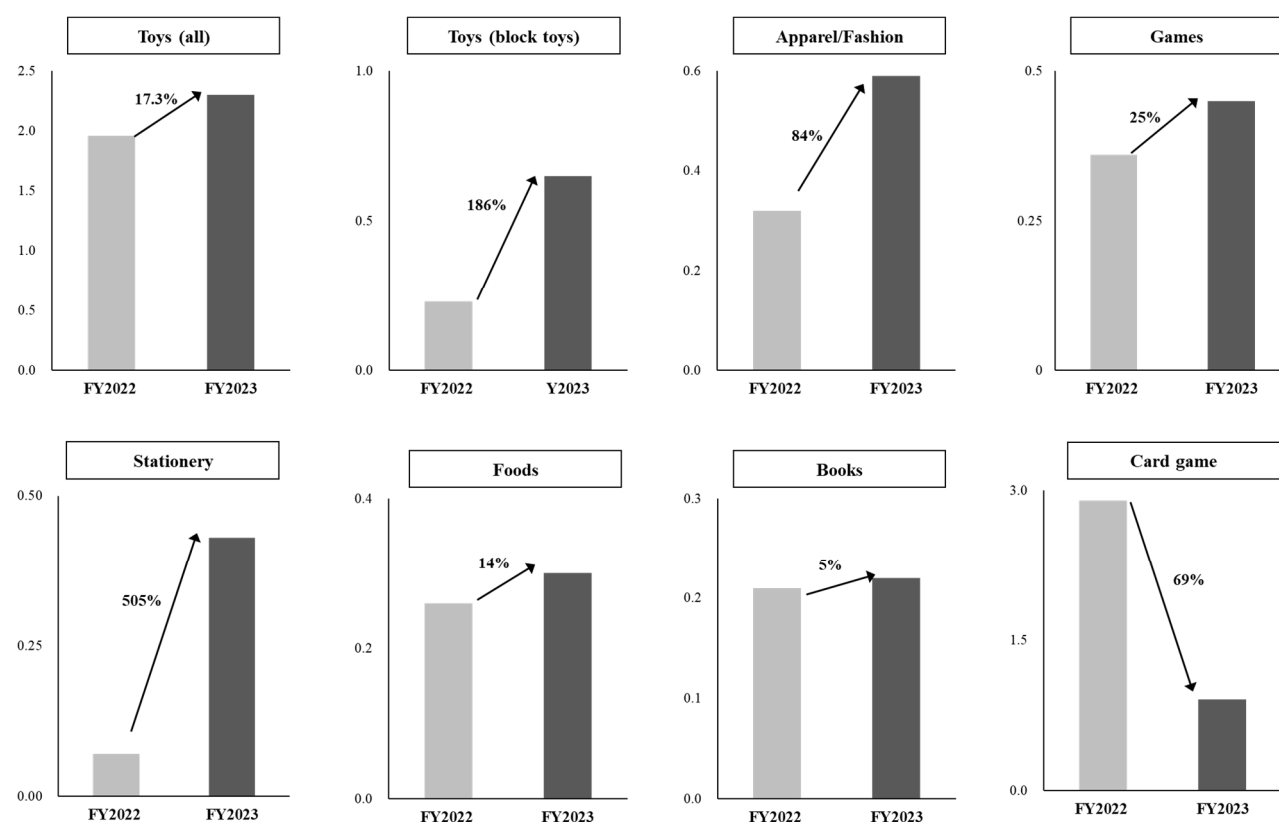 Toys (all)
2.5
2.0
1.5
1.0
0.5
0.0
17.3%
FY2022
FY2023
Toys (block toys)
1.0
0.5
0.0
186%
FY2022
Y2023
Apparel/Fashion
0.6
0.4
0.2
0.0
84%
FY2022
FY2023
Games
0.5
0.25
0
25%
FY2022
FY2023
Stationery
0.50
0.25
0.00
505%
FY2022
FY2023
Foods
0.4
0.2
0.0
14%
FY2022
FY2023
Books
0.3
0.2
0.1
0.0
5%
FY2022
FY2023
Card game
3.0
1.5
0.0
69%
FY2022
FY2023